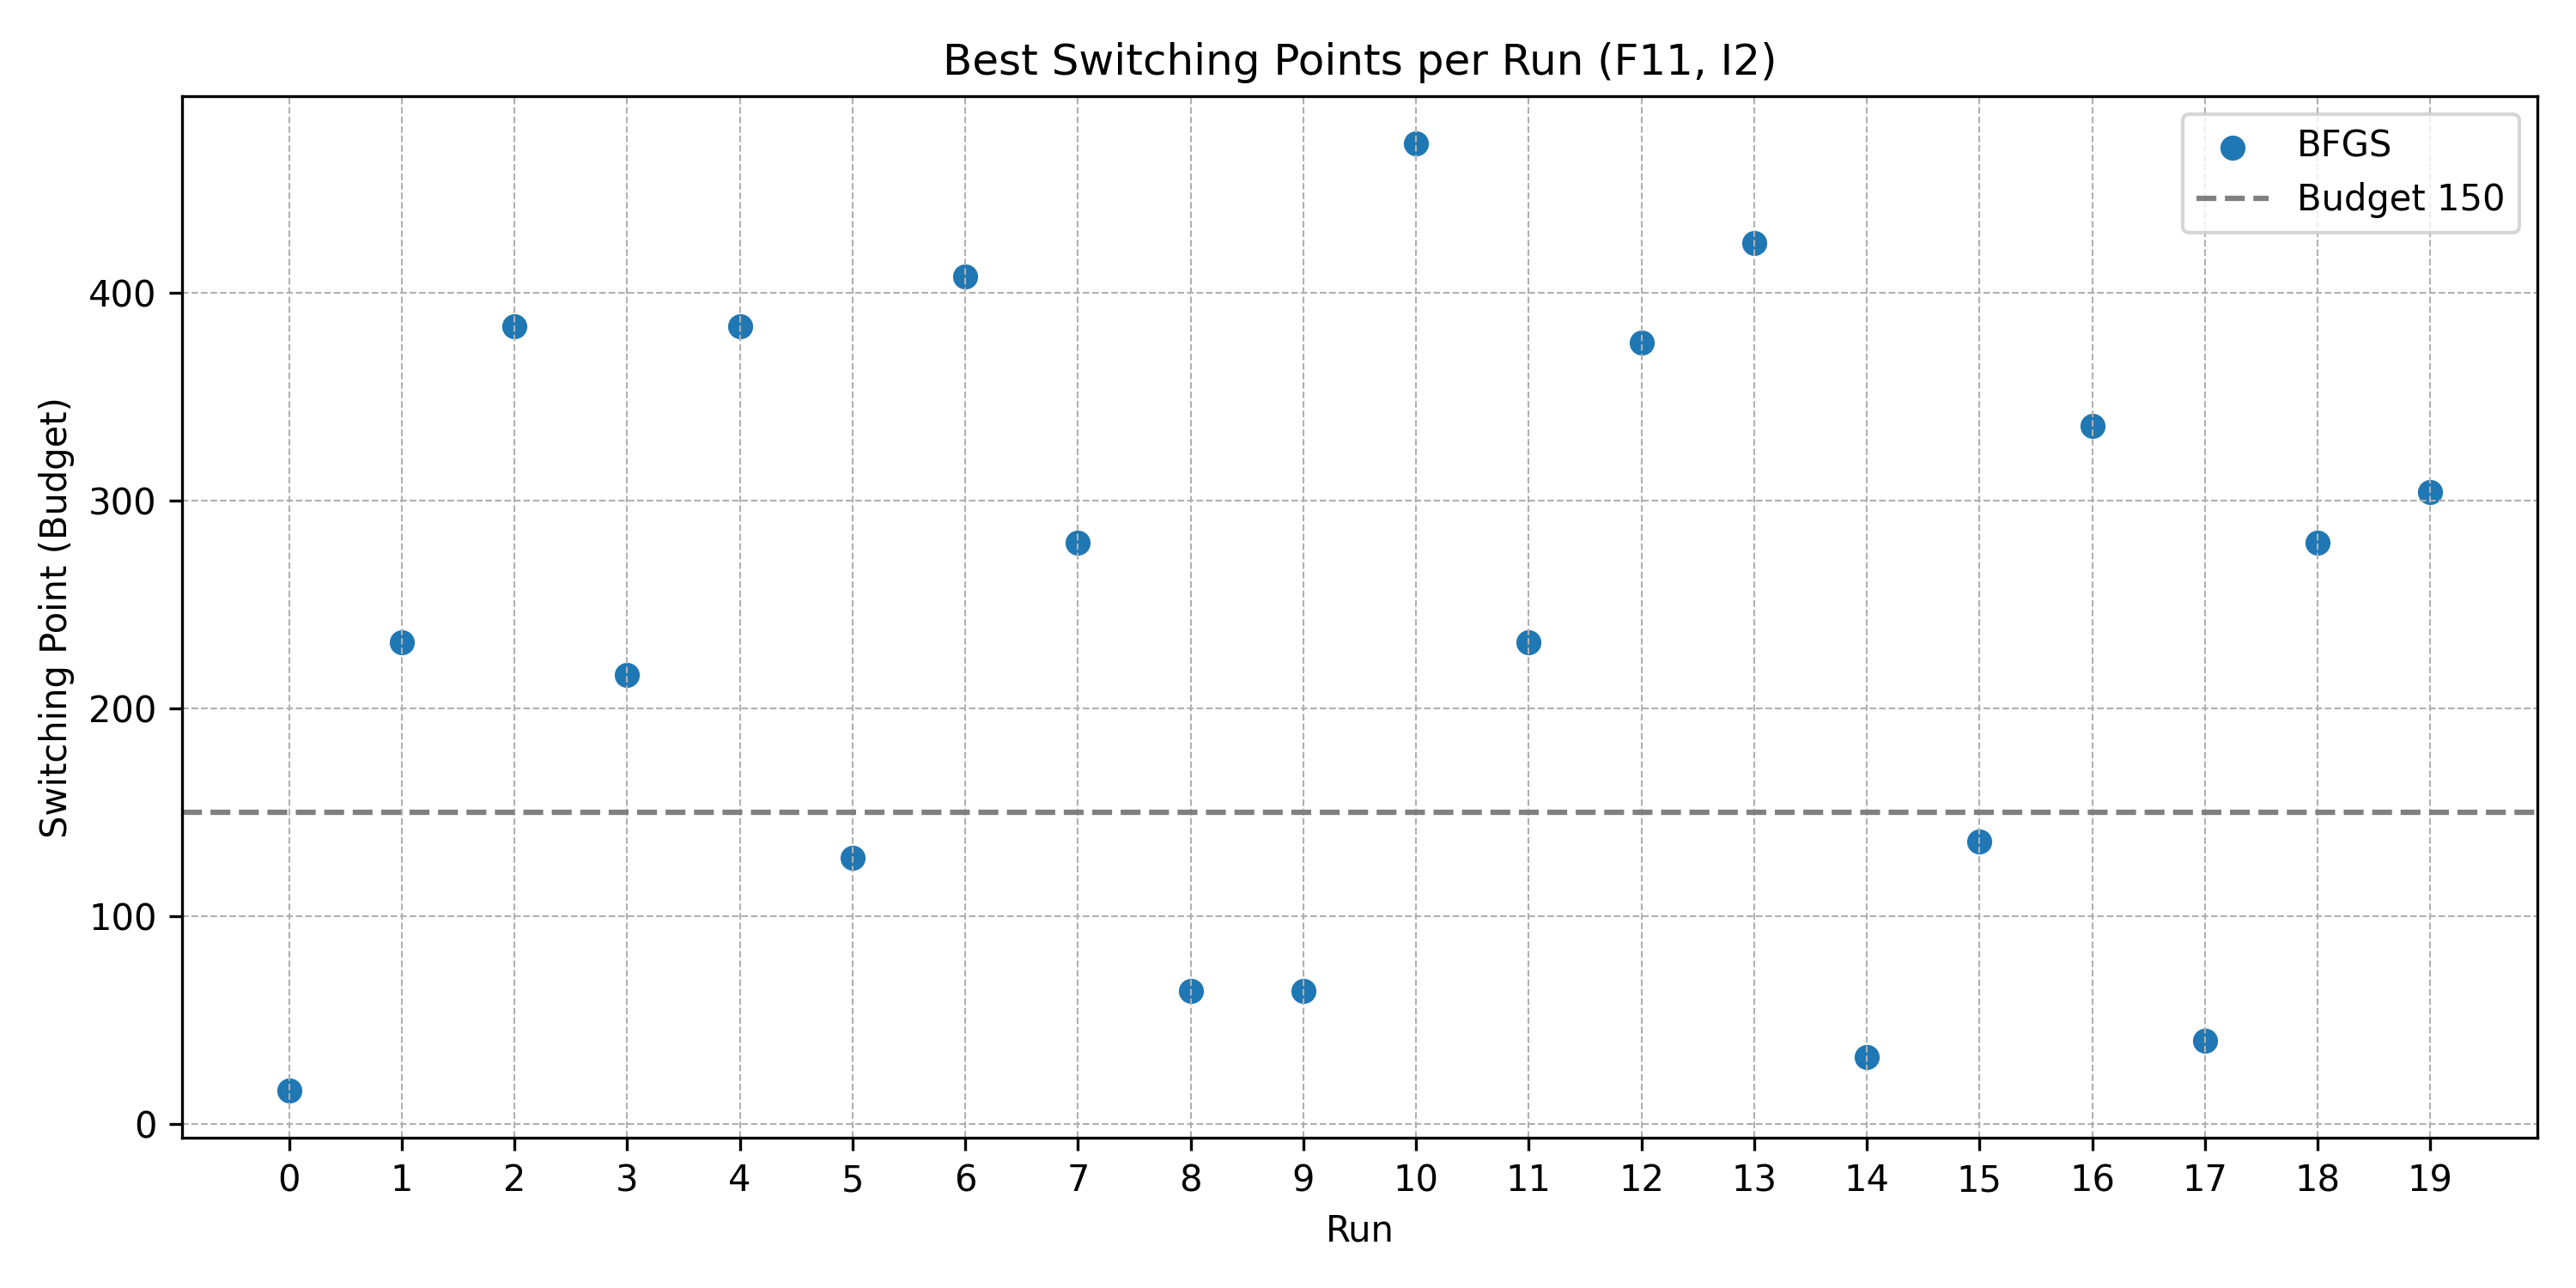 Best Switching Points per Run (F11, I2)
BFGS
Budget 150
Switching Point (Budget)
400
300
200
100
0
0 1 2 3 4 5 6 7 8 9 10 11 12 13 14 15 16 17 18 19
Run